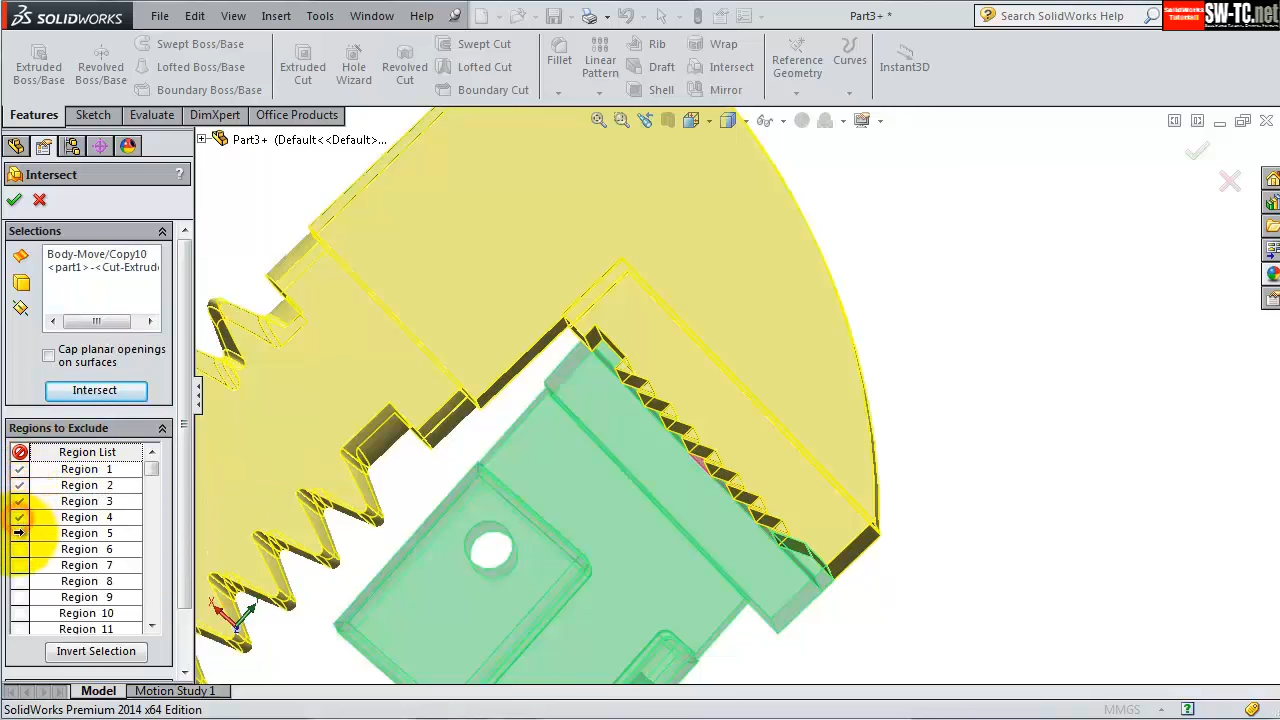 SOLIDWORKS
File Edit View Insert Tools Window Help
Part3+ *
Search SolidWorks Help
SolidWorks Tutorial!
SW-TC.net
Extruded Boss/Base
Revolved Boss/Base
Swept Boss/Base
Lofted Boss/Base
Boundary Boss/Base
Extruded Cut
Hole Wizard
Revolved Cut
Swept Cut
Lofted Cut
Boundary Cut
Fillet
Linear Pattern
Rib
Draft
Shell
Wrap
Intersect
Mirror
Reference Geometry
Curves
Instant3D
Features Sketch Evaluate DimXpert Office Products
Part3+ (Default<<Default>...
Intersect ?
Selections
Body-Move/Copy10
<part1>-<Cut-Extrude
Cap planar openings
on surfaces
Intersect
Regions to Exclude
Region List
Region 1
Region 2
Region 3
Region 4
Region 5
Region 6
Region 7
Region 8
Region 9
Region 10
Region 11
Invert Selection
Model Motion Study 1
SolidWorks Premium 2014 x64 Edition
MMGS